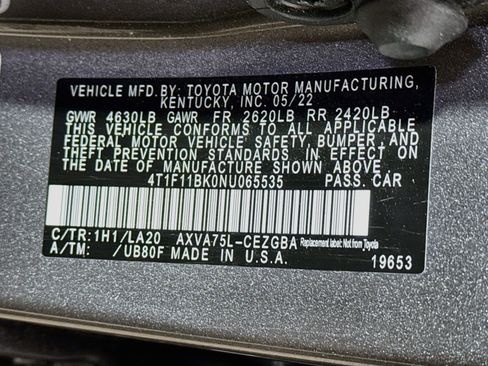 VEHICLE MFD.BY: TOYOTA MOTOR MANUFACTURING,
KENTUCKY, INC. 05/22
GVWR 4630LB GAWR FR 2620LB RR 2420LB
THIS VEHICLE CONFORMS TO ALL APPLICABLE
FEDERAL MOTOR VEHICLE SAFETY, BUMPER, AND
THEFT PREVENTION STANDARDS IN EFFECT ON
THE DATE OF MANUFACTURE SHOWN ABOVE.
4T1F11BK0NU065535 PASS. CAR
C/TR:1H1/LA20 AXVA75L-CEZGBA Replacement label: Not from Toyota
A/TM: /UB80F MADE IN U.S.A. 19653